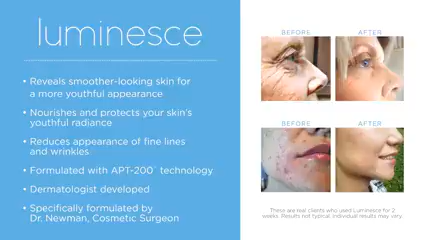 luminesce
• Reveals smoother-looking skin for
a more youthful appearance
• Nourishes and protects your skin's
youthful radiance
• Reduces appearance of fine lines
and wrinkles
• Formulated with APT-200™ technology
• Dermatologist developed
• Specifically formulated by
Dr. Newman, Cosmetic Surgeon
BEFORE AFTER
BEFORE AFTER
These are real clients who used Luminesce for 2
weeks. Results not typical. Individual results may vary.